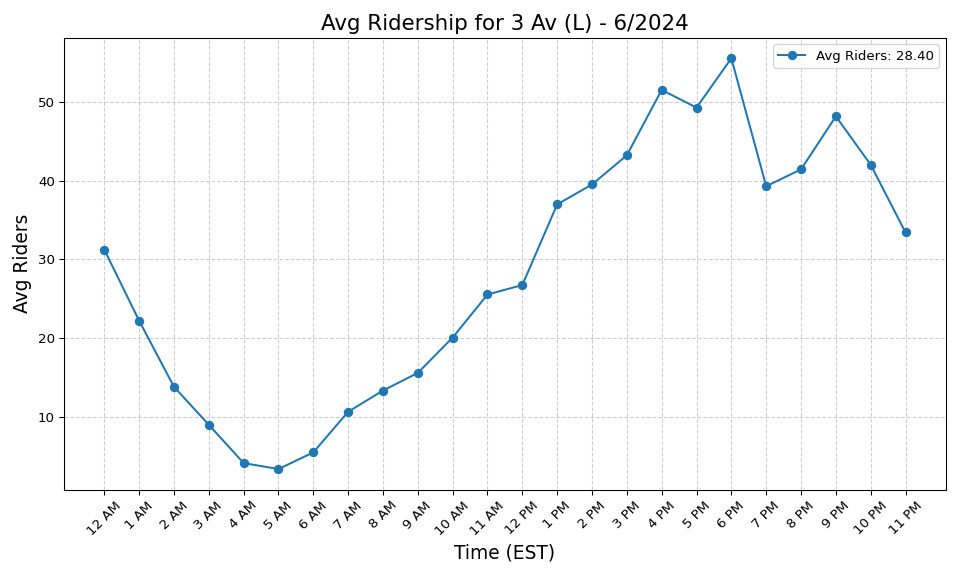 Avg Ridership for 3 Av (L) - 6/2024
Avg Riders: 28.40
50
40
30
20
10
Avg Riders
12 AM
1 AM
2 AM
3 AM
4 AM
5 AM
6 AM
7 AM
8 AM
9 AM
10 AM
11 AM
12 PM
1 PM
2 PM
3 PM
4 PM
5 PM
6 PM
7 PM
8 PM
9 PM
10 PM
11 PM
Time (EST)